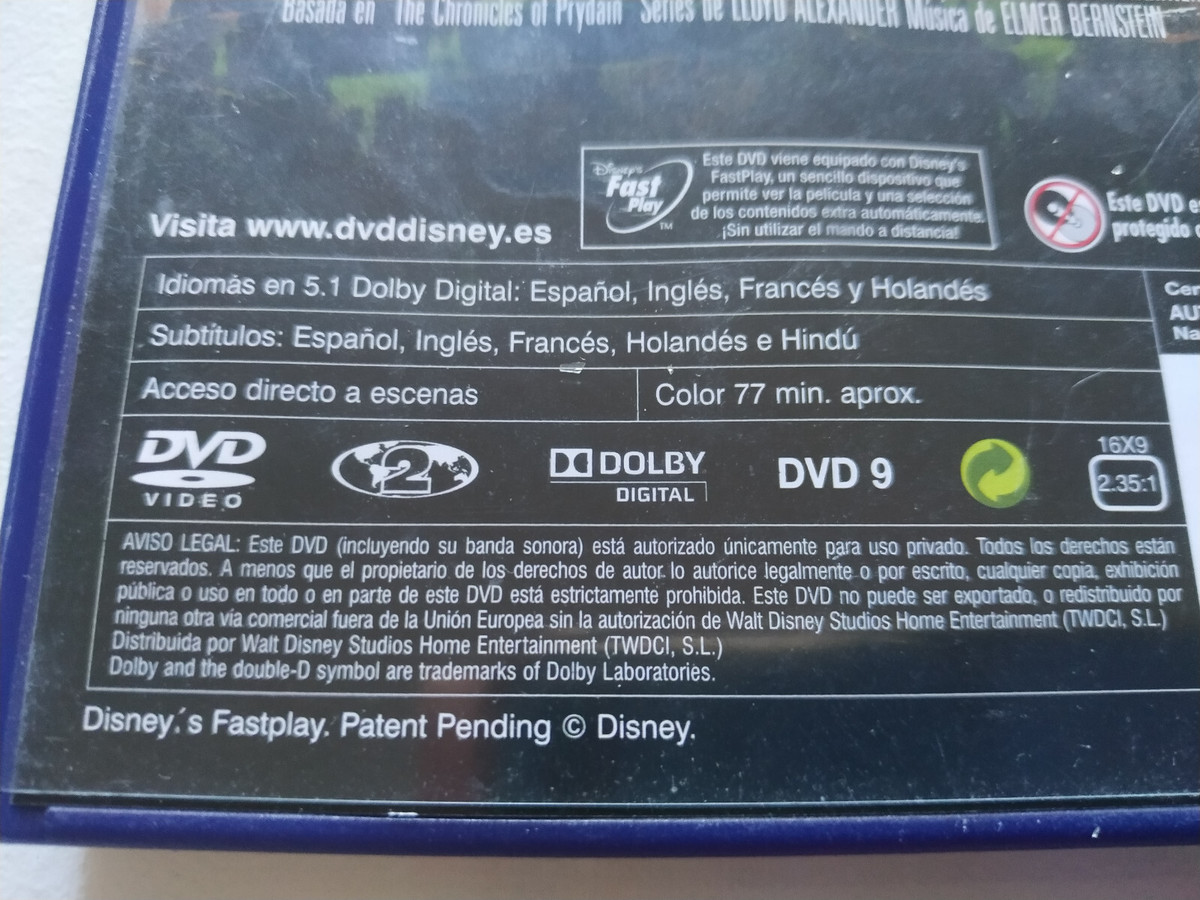 Basada en "The Chronicles of Prydain" Series de LLOYD ALEXANDER Música de ELMER BERNSTEIN
Disney's
Fast
Play
TM
Este DVD viene equipado con Disney's
FastPlay, un sencillo dispositivo que
permite ver la película y una selección
de los contenidos extra automáticamente.
¡Sin utilizar el mando a distancia!
Este DVD e
protegido
Visita www.dvddisney.es
Idiomas en 5.1 Dolby Digital: Español, Inglés, Francés y Holandés
Cer
AU
Na
Subtítulos: Español, Inglés, Francés, Holandés e Hindú
Acceso directo a escenas
Color 77 min. aprox.
DVD
VIDEO
2
DOLBY
DIGITAL
DVD 9
16X9
2.35:1
AVISO LEGAL: Este DVD (incluyendo su banda sonora) está autorizado únicamente para uso privado. Todos los derechos están
reservados. A menos que el propietario de los derechos de autor lo autorice legalmente o por escrito, cualquier copia, exhibición
pública o uso en todo o en parte de este DVD está estrictamente prohibida. Este DVD no puede ser exportado, o redistribuido por
ninguna otra vía comercial fuera de la Unión Europea sin la autorización de Walt Disney Studios Home Entertainment (TWDCI, S.L.)
Distribuida por Walt Disney Studios Home Entertainment (TWDCI, S.L.)
Dolby and the double-D symbol are trademarks of Dolby Laboratories.
Disney.´s Fastplay. Patent Pending © Disney.